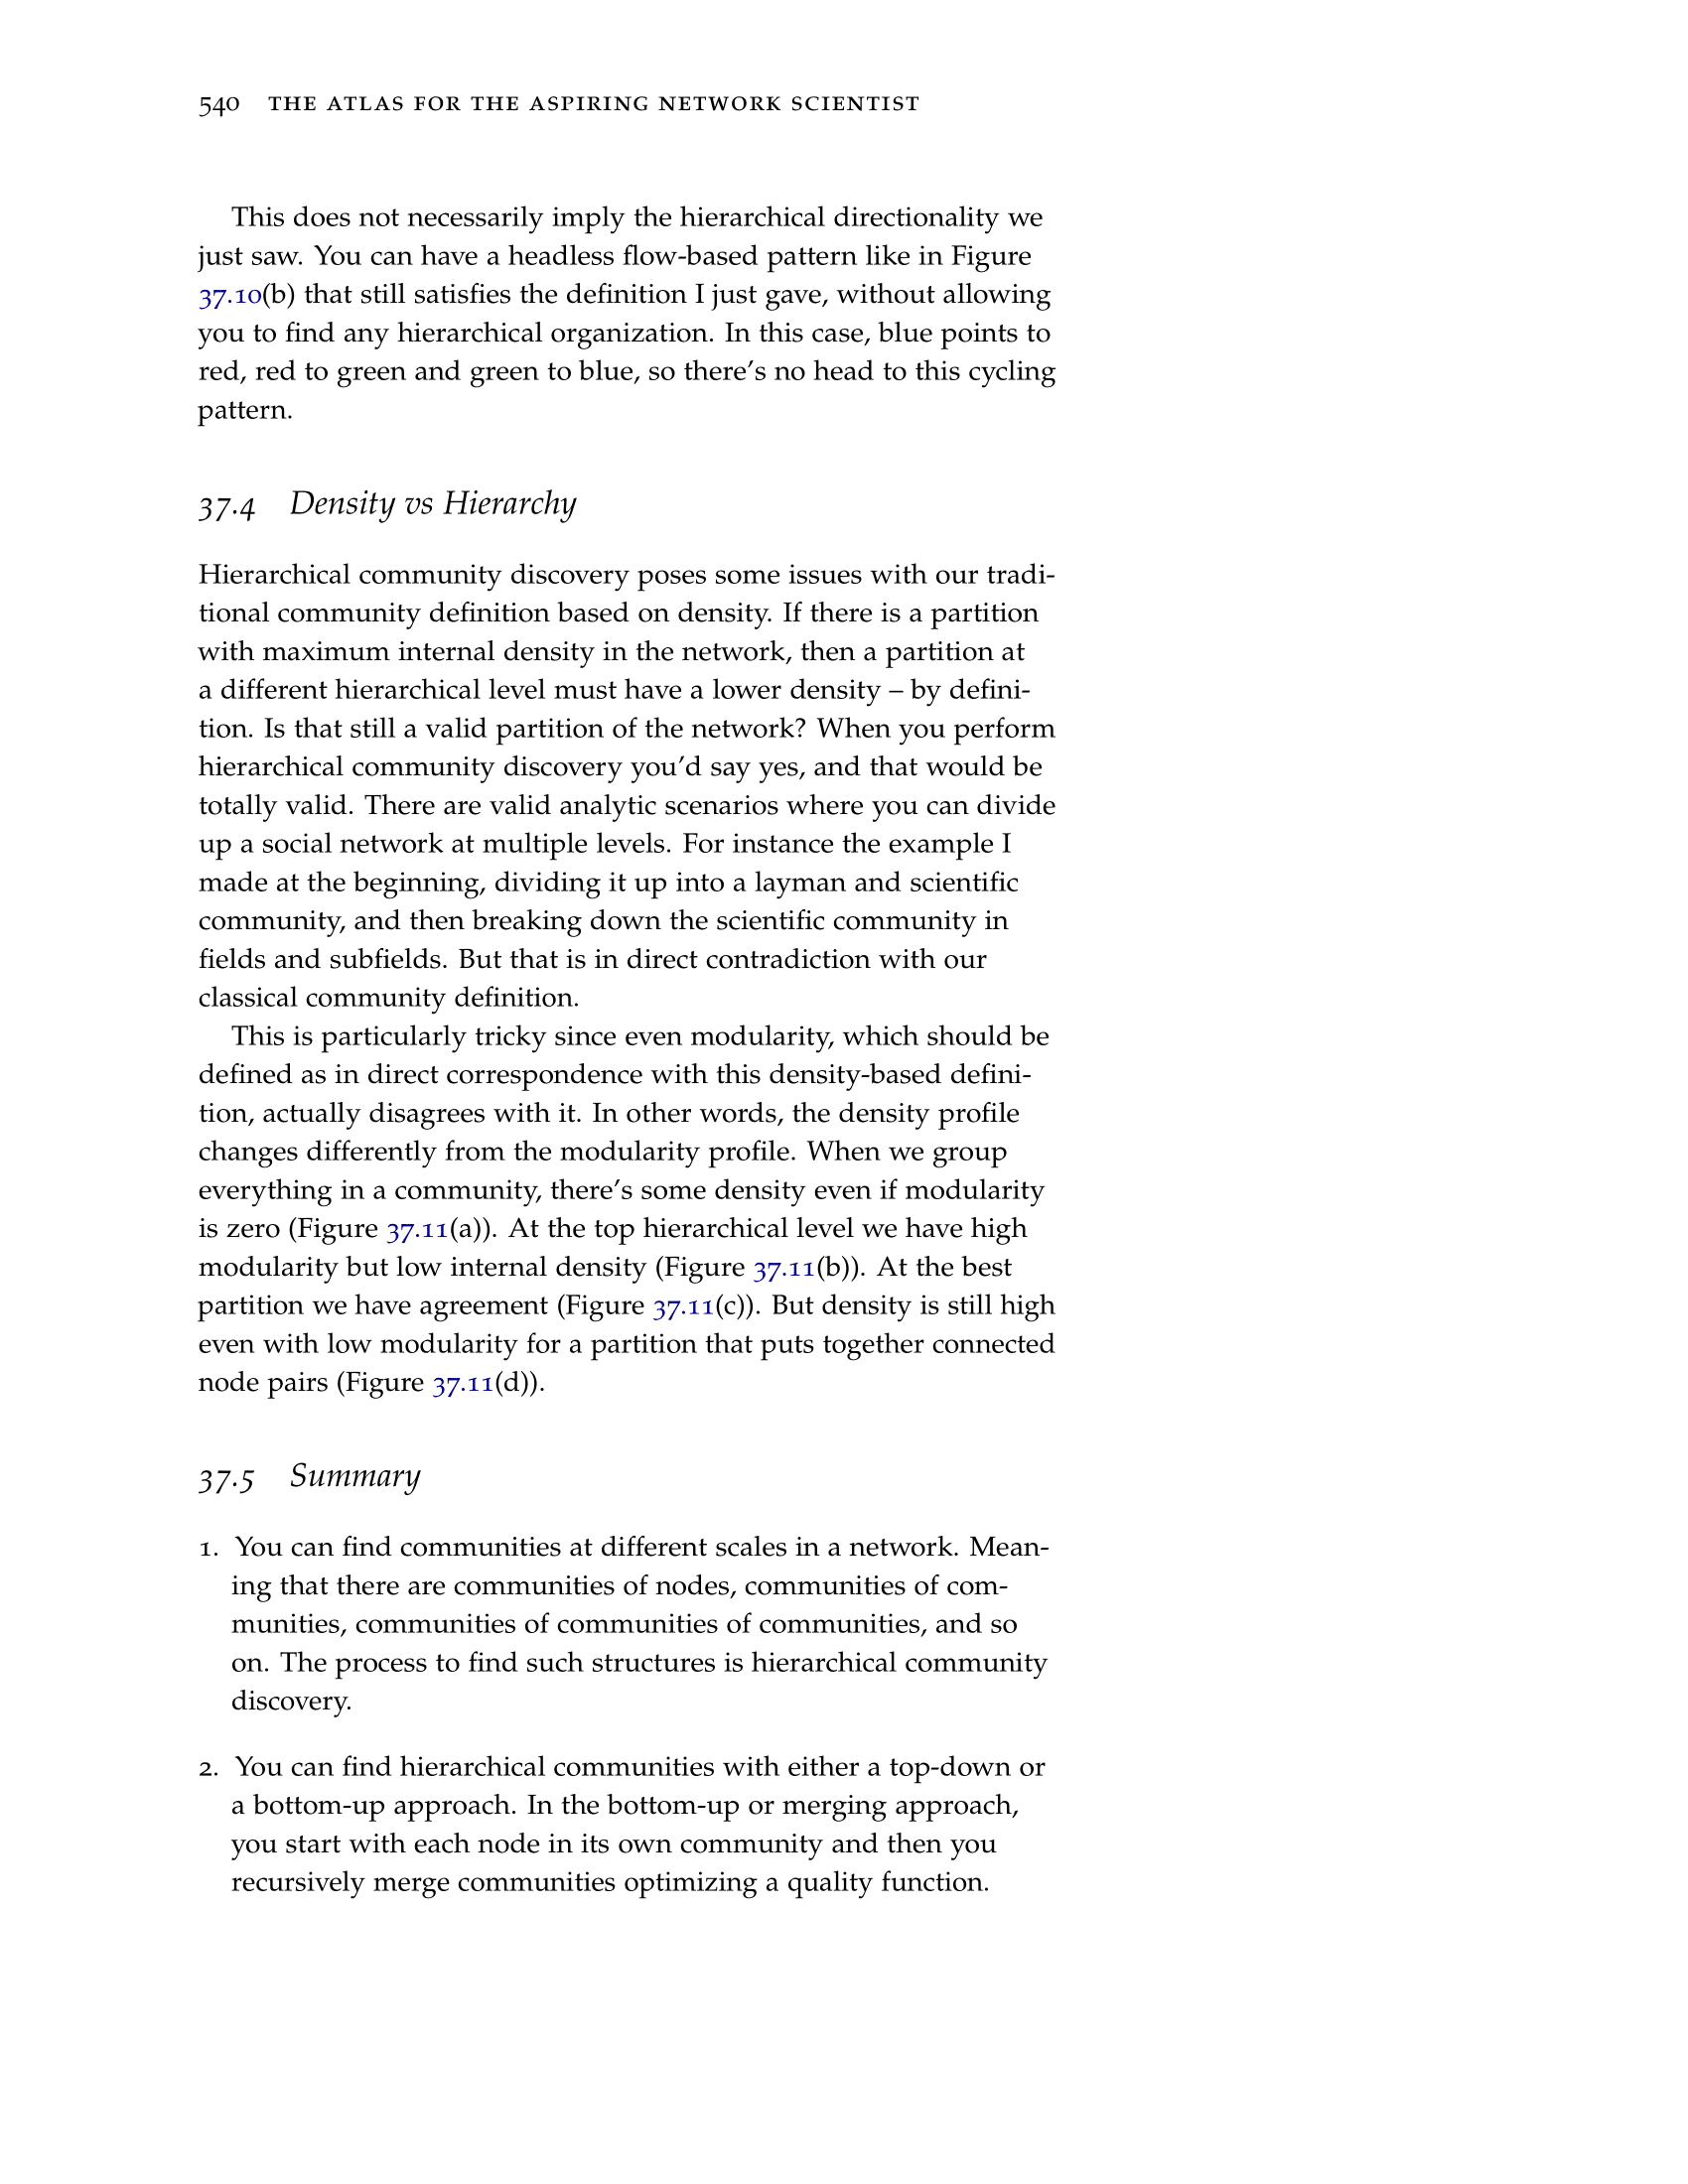 540 THE ATLAS FOR THE ASPIRING NETWORK SCIENTIST
This does not necessarily imply the hierarchical directionality we
just saw. You can have a headless flow-based pattern like in Figure
37.10(b) that still satisfies the definition I just gave, without allowing
you to find any hierarchical organization. In this case, blue points to
red, red to green and green to blue, so there's no head to this cycling
pattern.
37.4 Density vs Hierarchy
Hierarchical community discovery poses some issues with our tradi-
tional community definition based on density. If there is a partition
with maximum internal density in the network, then a partition at
a different hierarchical level must have a lower density – by defini-
tion. Is that still a valid partition of the network? When you perform
hierarchical community discovery you'd say yes, and that would be
totally valid. There are valid analytic scenarios where you can divide
up a social network at multiple levels. For instance the example I
made at the beginning, dividing it up into a layman and scientific
community, and then breaking down the scientific community in
fields and subfields. But that is in direct contradiction with our
classical community definition.
This is particularly tricky since even modularity, which should be
defined as in direct correspondence with this density-based defini-
tion, actually disagrees with it. In other words, the density profile
changes differently from the modularity profile. When we group
everything in a community, there's some density even if modularity
is zero (Figure 37.11(a)). At the top hierarchical level we have high
modularity but low internal density (Figure 37.11(b)). At the best
partition we have agreement (Figure 37.11(c)). But density is still high
even with low modularity for a partition that puts together connected
node pairs (Figure 37.11(d)).
37.5 Summary
1. You can find communities at different scales in a network. Mean-
ing that there are communities of nodes, communities of com-
munities, communities of communities of communities, and so
on. The process to find such structures is hierarchical community
discovery.
2. You can find hierarchical communities with either a top-down or
a bottom-up approach. In the bottom-up or merging approach,
you start with each node in its own community and then you
recursively merge communities optimizing a quality function.